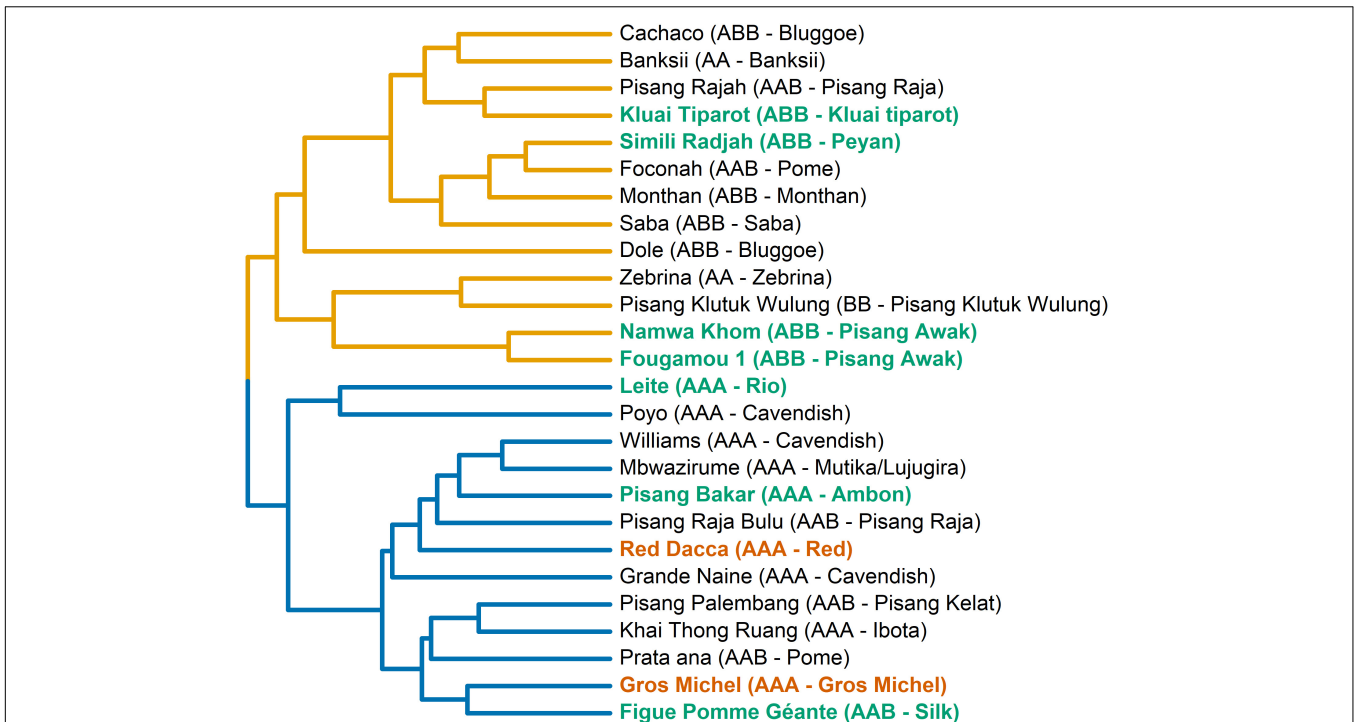 Cachaco (ABB - Bluggoe)
Banksii (AA - Banksii)
Pisang Rajah (AAB - Pisang Raja)
Kluai Tiparot (ABB - Kluai tiparot)
Simili Radjah (ABB - Peyan)
Foconah (AAB - Pome)
Monthan (ABB - Monthan)
Saba (ABB - Saba)
Dole (ABB - Bluggoe)
Zebrina (AA - Zebrina)
Pisang Klutuk Wulung (BB - Pisang Klutuk Wulung)
Namwa Khom (ABB - Pisang Awak)
Fougamou 1 (ABB - Pisang Awak)
Leite (AAA - Rio)
Poyo (AAA - Cavendish)
Williams (AAA - Cavendish)
Mbwazirume (AAA - Mutika/Lujugira)
Pisang Bakar (AAA - Ambon)
Pisang Raja Bulu (AAB - Pisang Raja)
Red Dacca (AAA - Red)
Grande Naine (AAA - Cavendish)
Pisang Palembang (AAB - Pisang Kelat)
Khai Thong Ruang (AAA - Ibota)
Prata ana (AAB - Pome)
Gros Michel (AAA - Gros Michel)
Figue Pomme Géante (AAB - Silk)